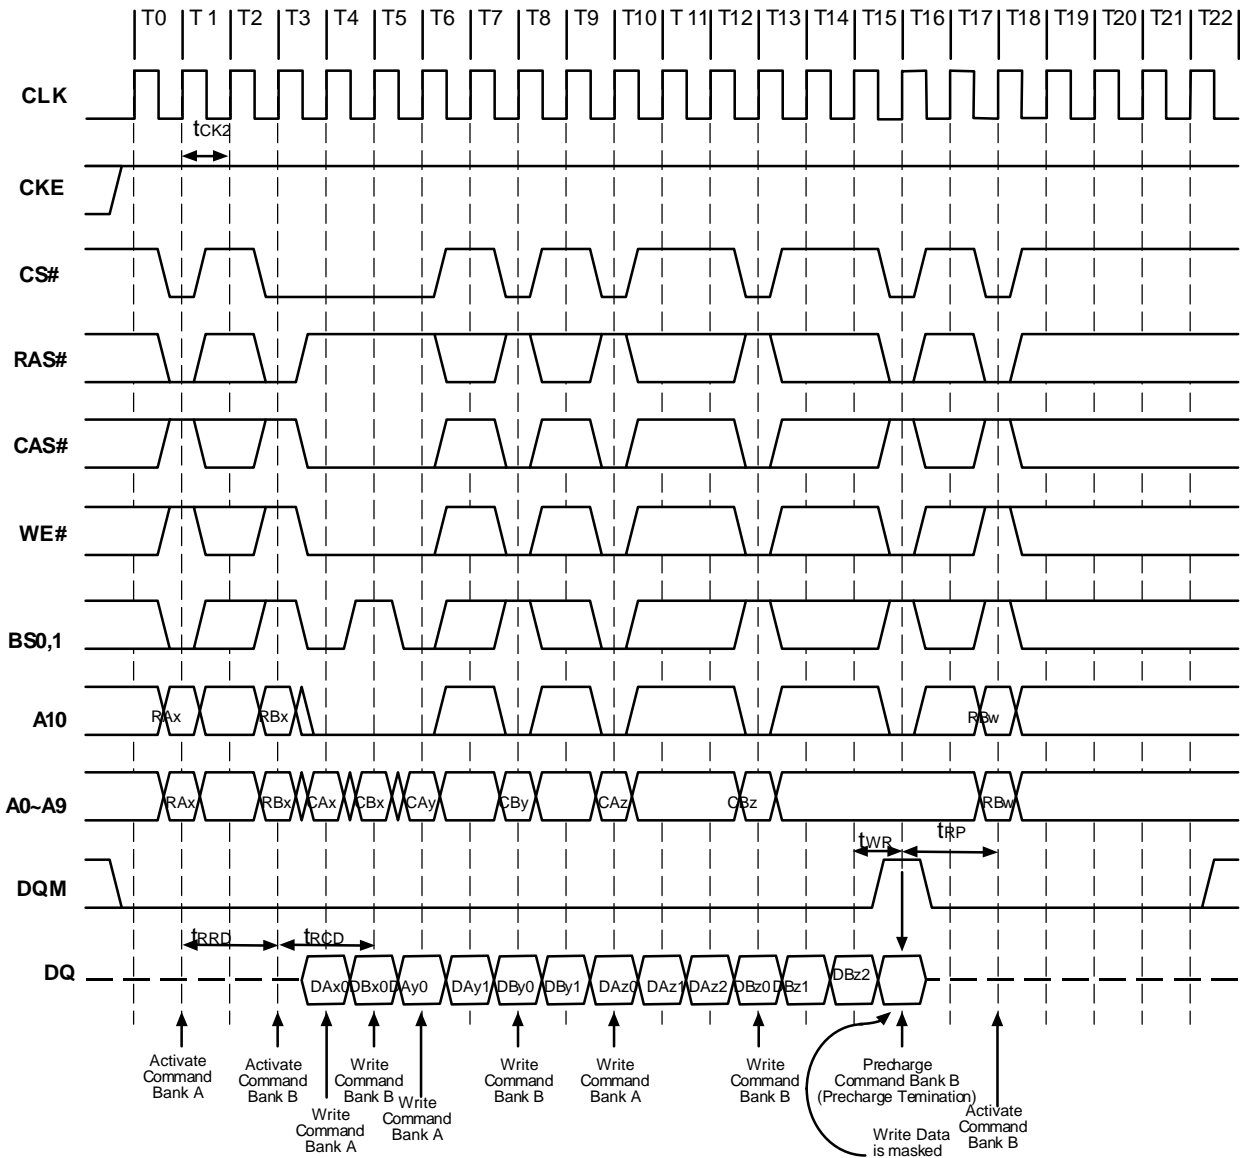 T0 T 1 T2 T3 T4 T5 T6 T7 T8 T9 T10 T 11 T12 T13 T14 T15 T16 T17 T18 T19 T20 T21 T22
CLK
tCK2
CKE
CS#
RAS#
CAS#
WE#
BS0,1
A10
RAx RBx RBw
A0~A9
RAx RBx CAx CBx CAy CBy CAz CBz RBw
tWR tRP
DQM
tRRD tRCD
DQ
DAx0 DBx0 DAy0 DAy1 DBy0 DBy1 DAz0 DAz1 DAz2 DBz0 DBz1 DBz2
Activate
Command
Bank A
Activate
Command
Bank B
Write
Command
Bank A
Write
Command
Bank B
Write
Command
Bank A
Write
Command
Bank B
Write
Command
Bank A
Write
Command
Bank B
Precharge
Command Bank B
(Precharge Temination)
Write Data
is masked
Activate
Command
Bank B